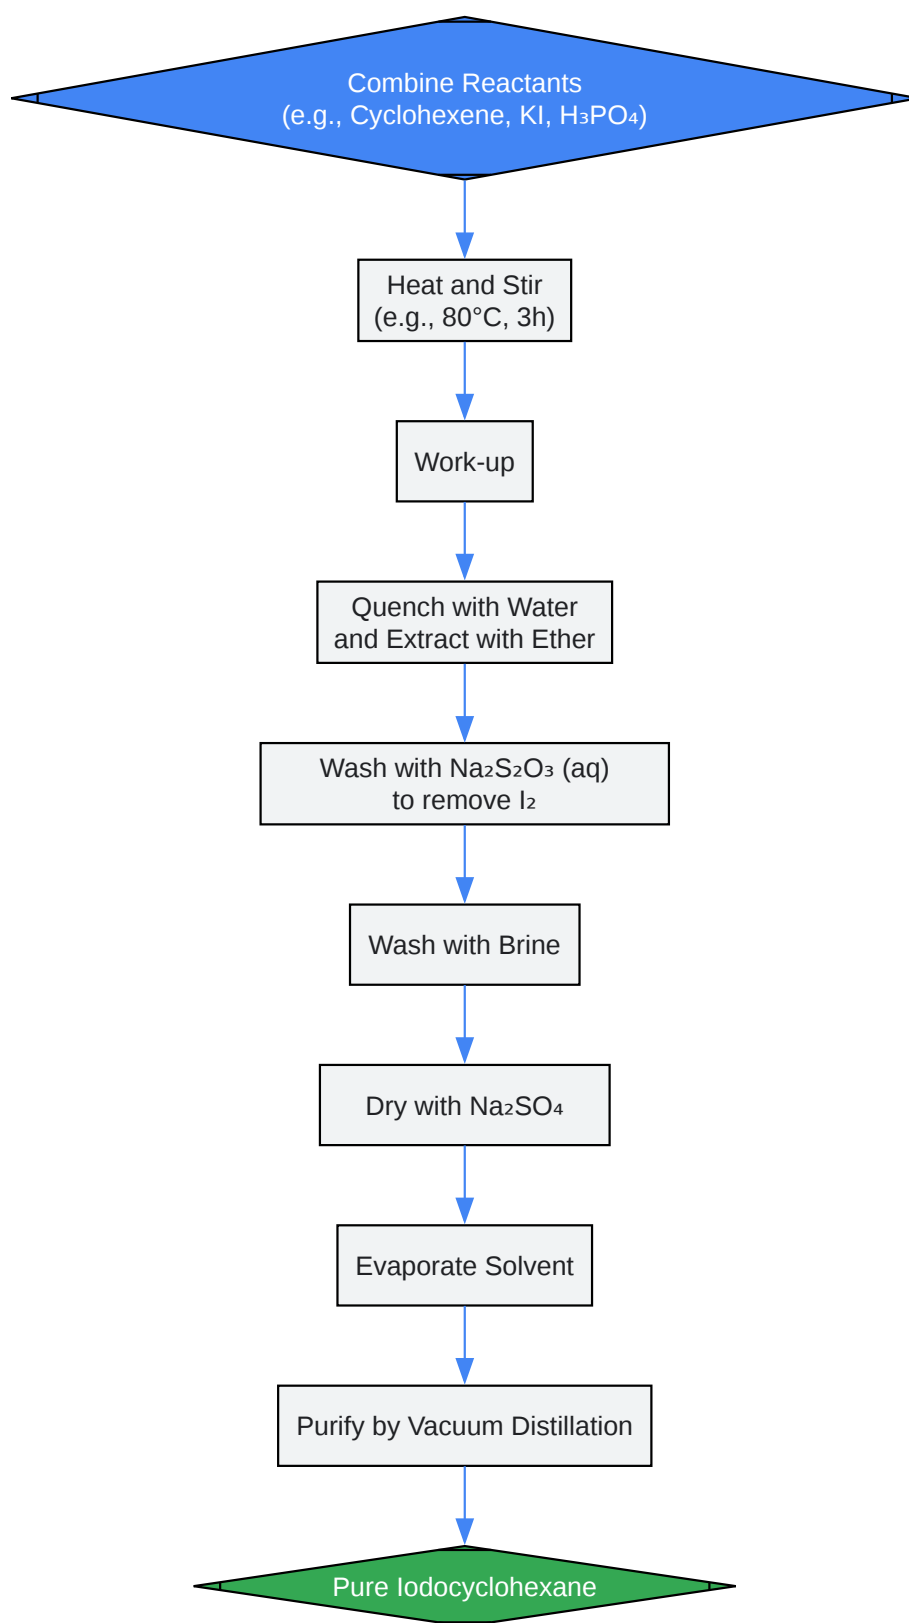 Combine Reactants
(e.g., Cyclohexene, KI, H₃PO₄)
Heat and Stir
(e.g., 80°C, 3h)
Work-up
Quench with Water
and Extract with Ether
Wash with Na₂S₂O₃ (aq)
to remove I₂
Wash with Brine
Dry with Na₂SO₄
Evaporate Solvent
Purify by Vacuum Distillation
Pure Iodocyclohexane